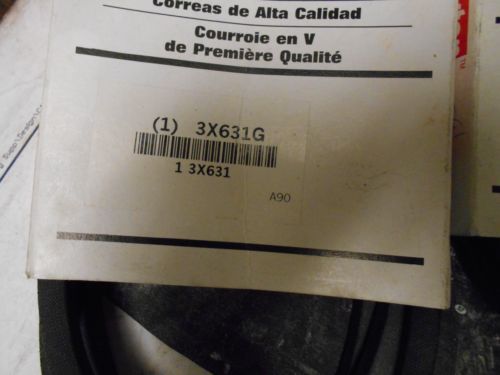 Correas de Alta Calidad
Courroie en V
de Première Qualité
(1) 3X631G
1 3X631
A90